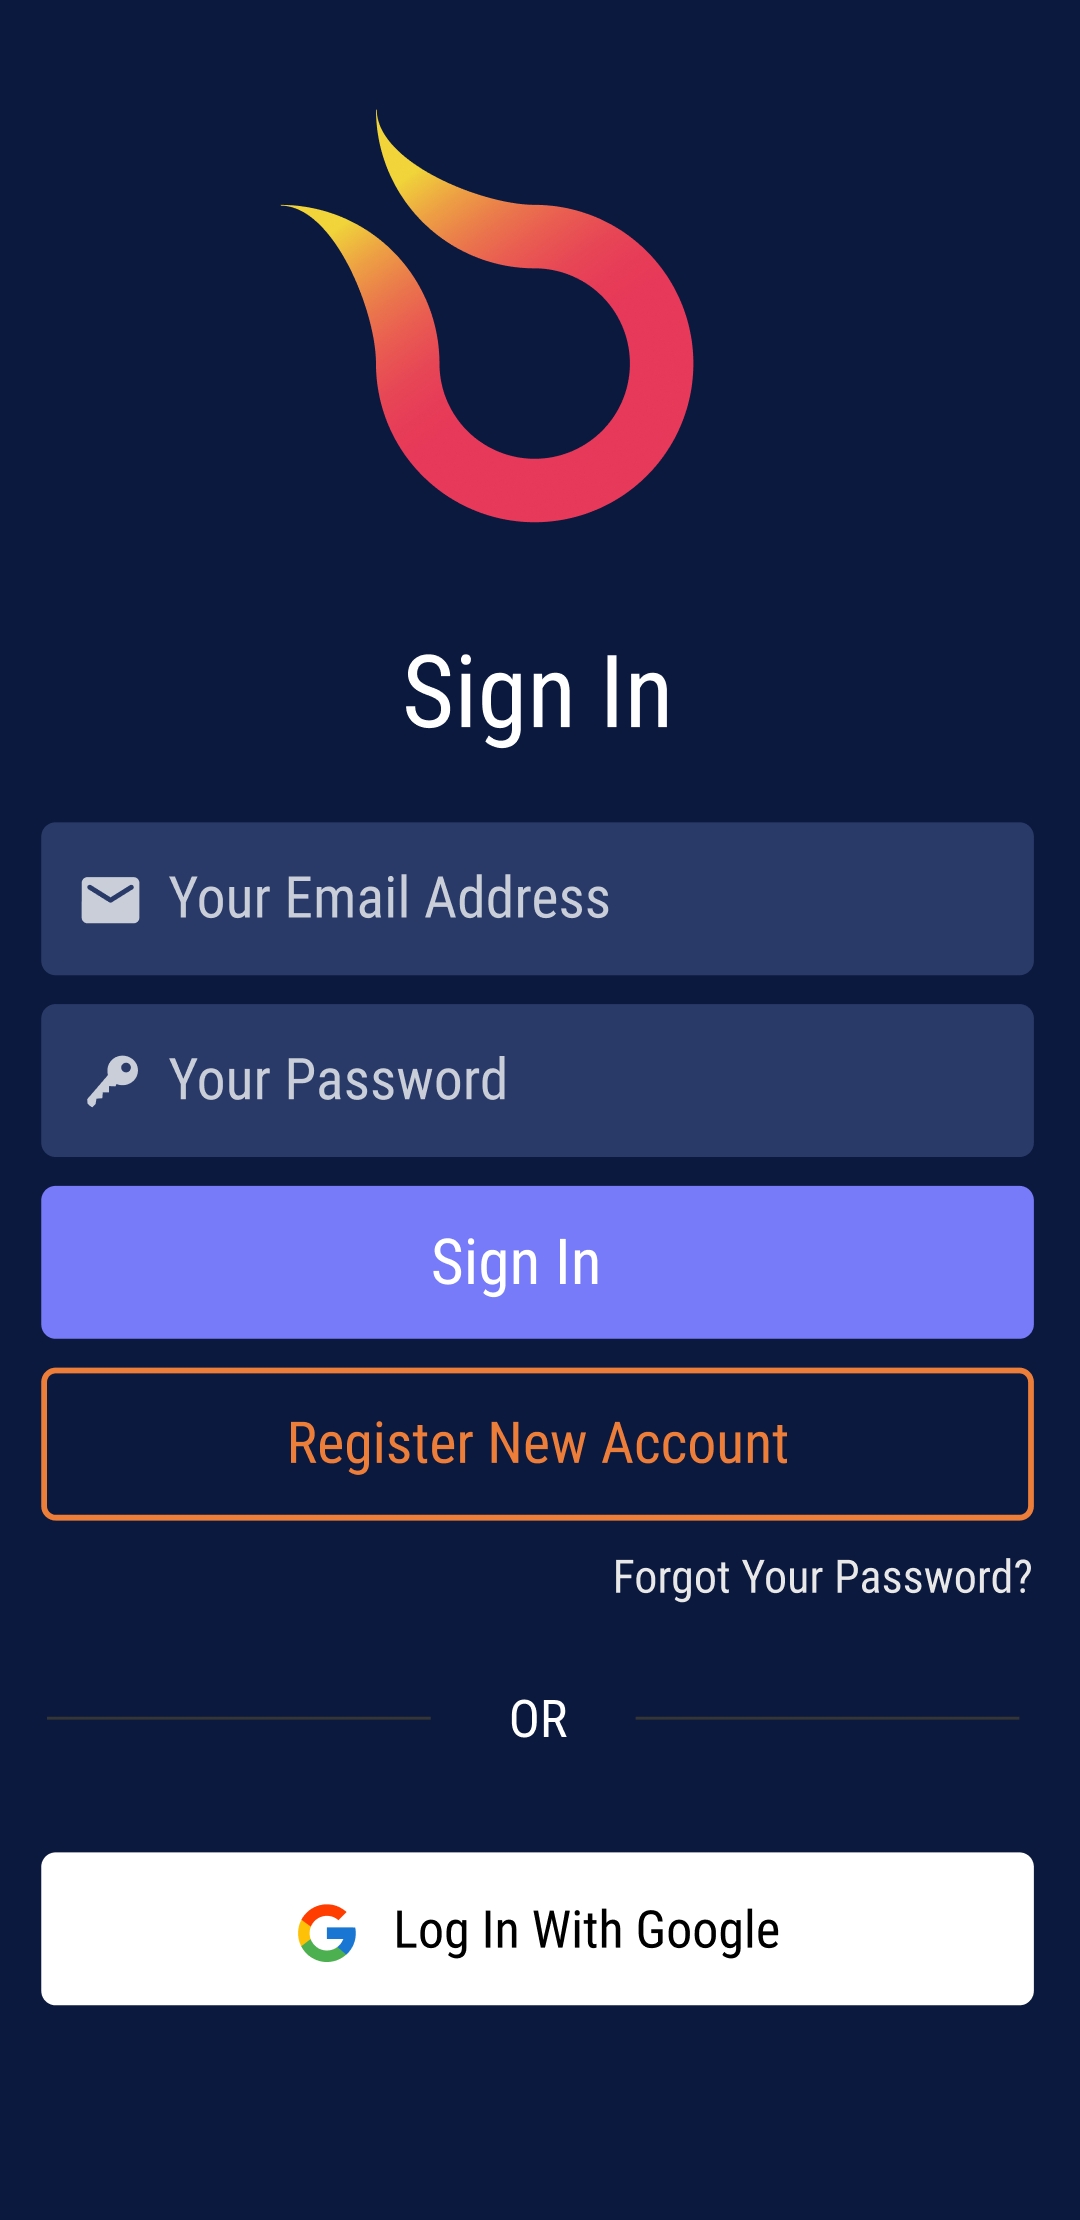 Sign In
Your Email Address
Your Password
Sign In
Register New Account
Forgot Your Password?
OR
Log In With Google